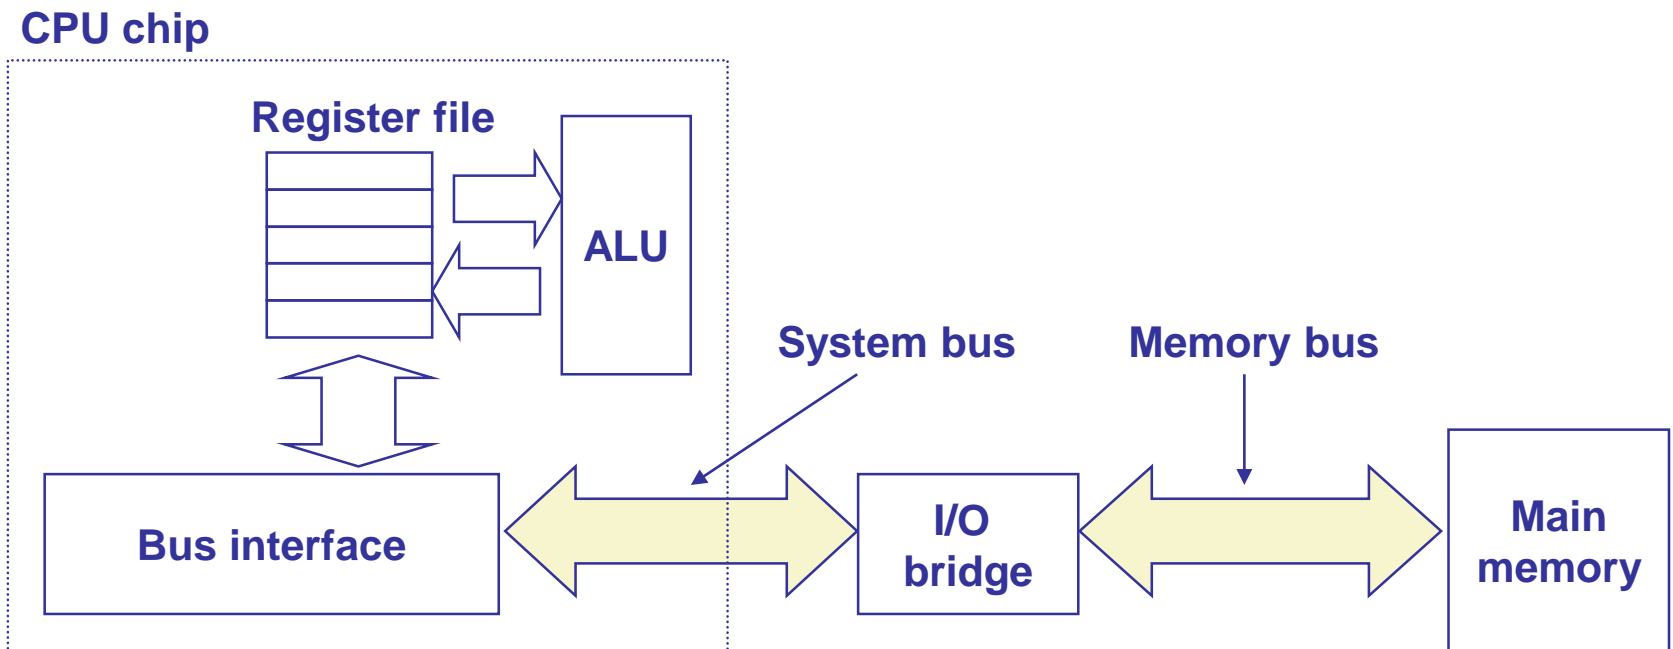 CPU chip
Register file
ALU
System bus
Memory bus
Bus interface
I/O
bridge
Main
memory